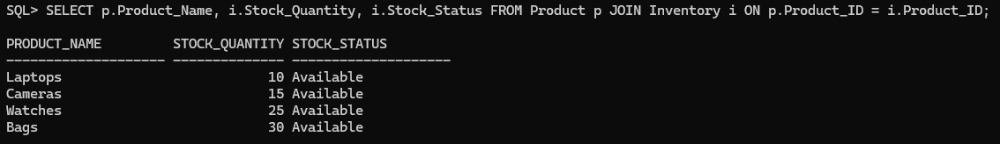 SQL> SELECT p.Product_Name, i.Stock_Quantity, i.Stock_Status FROM Product p JOIN Inventory i ON p.Product_ID = i.Product_ID;
PRODUCT_NAME         STOCK_QUANTITY STOCK_STATUS
-------------------- -------------- --------------------
Laptops                          10 Available
Cameras                          15 Available
Watches                          25 Available
Bags                             30 Available